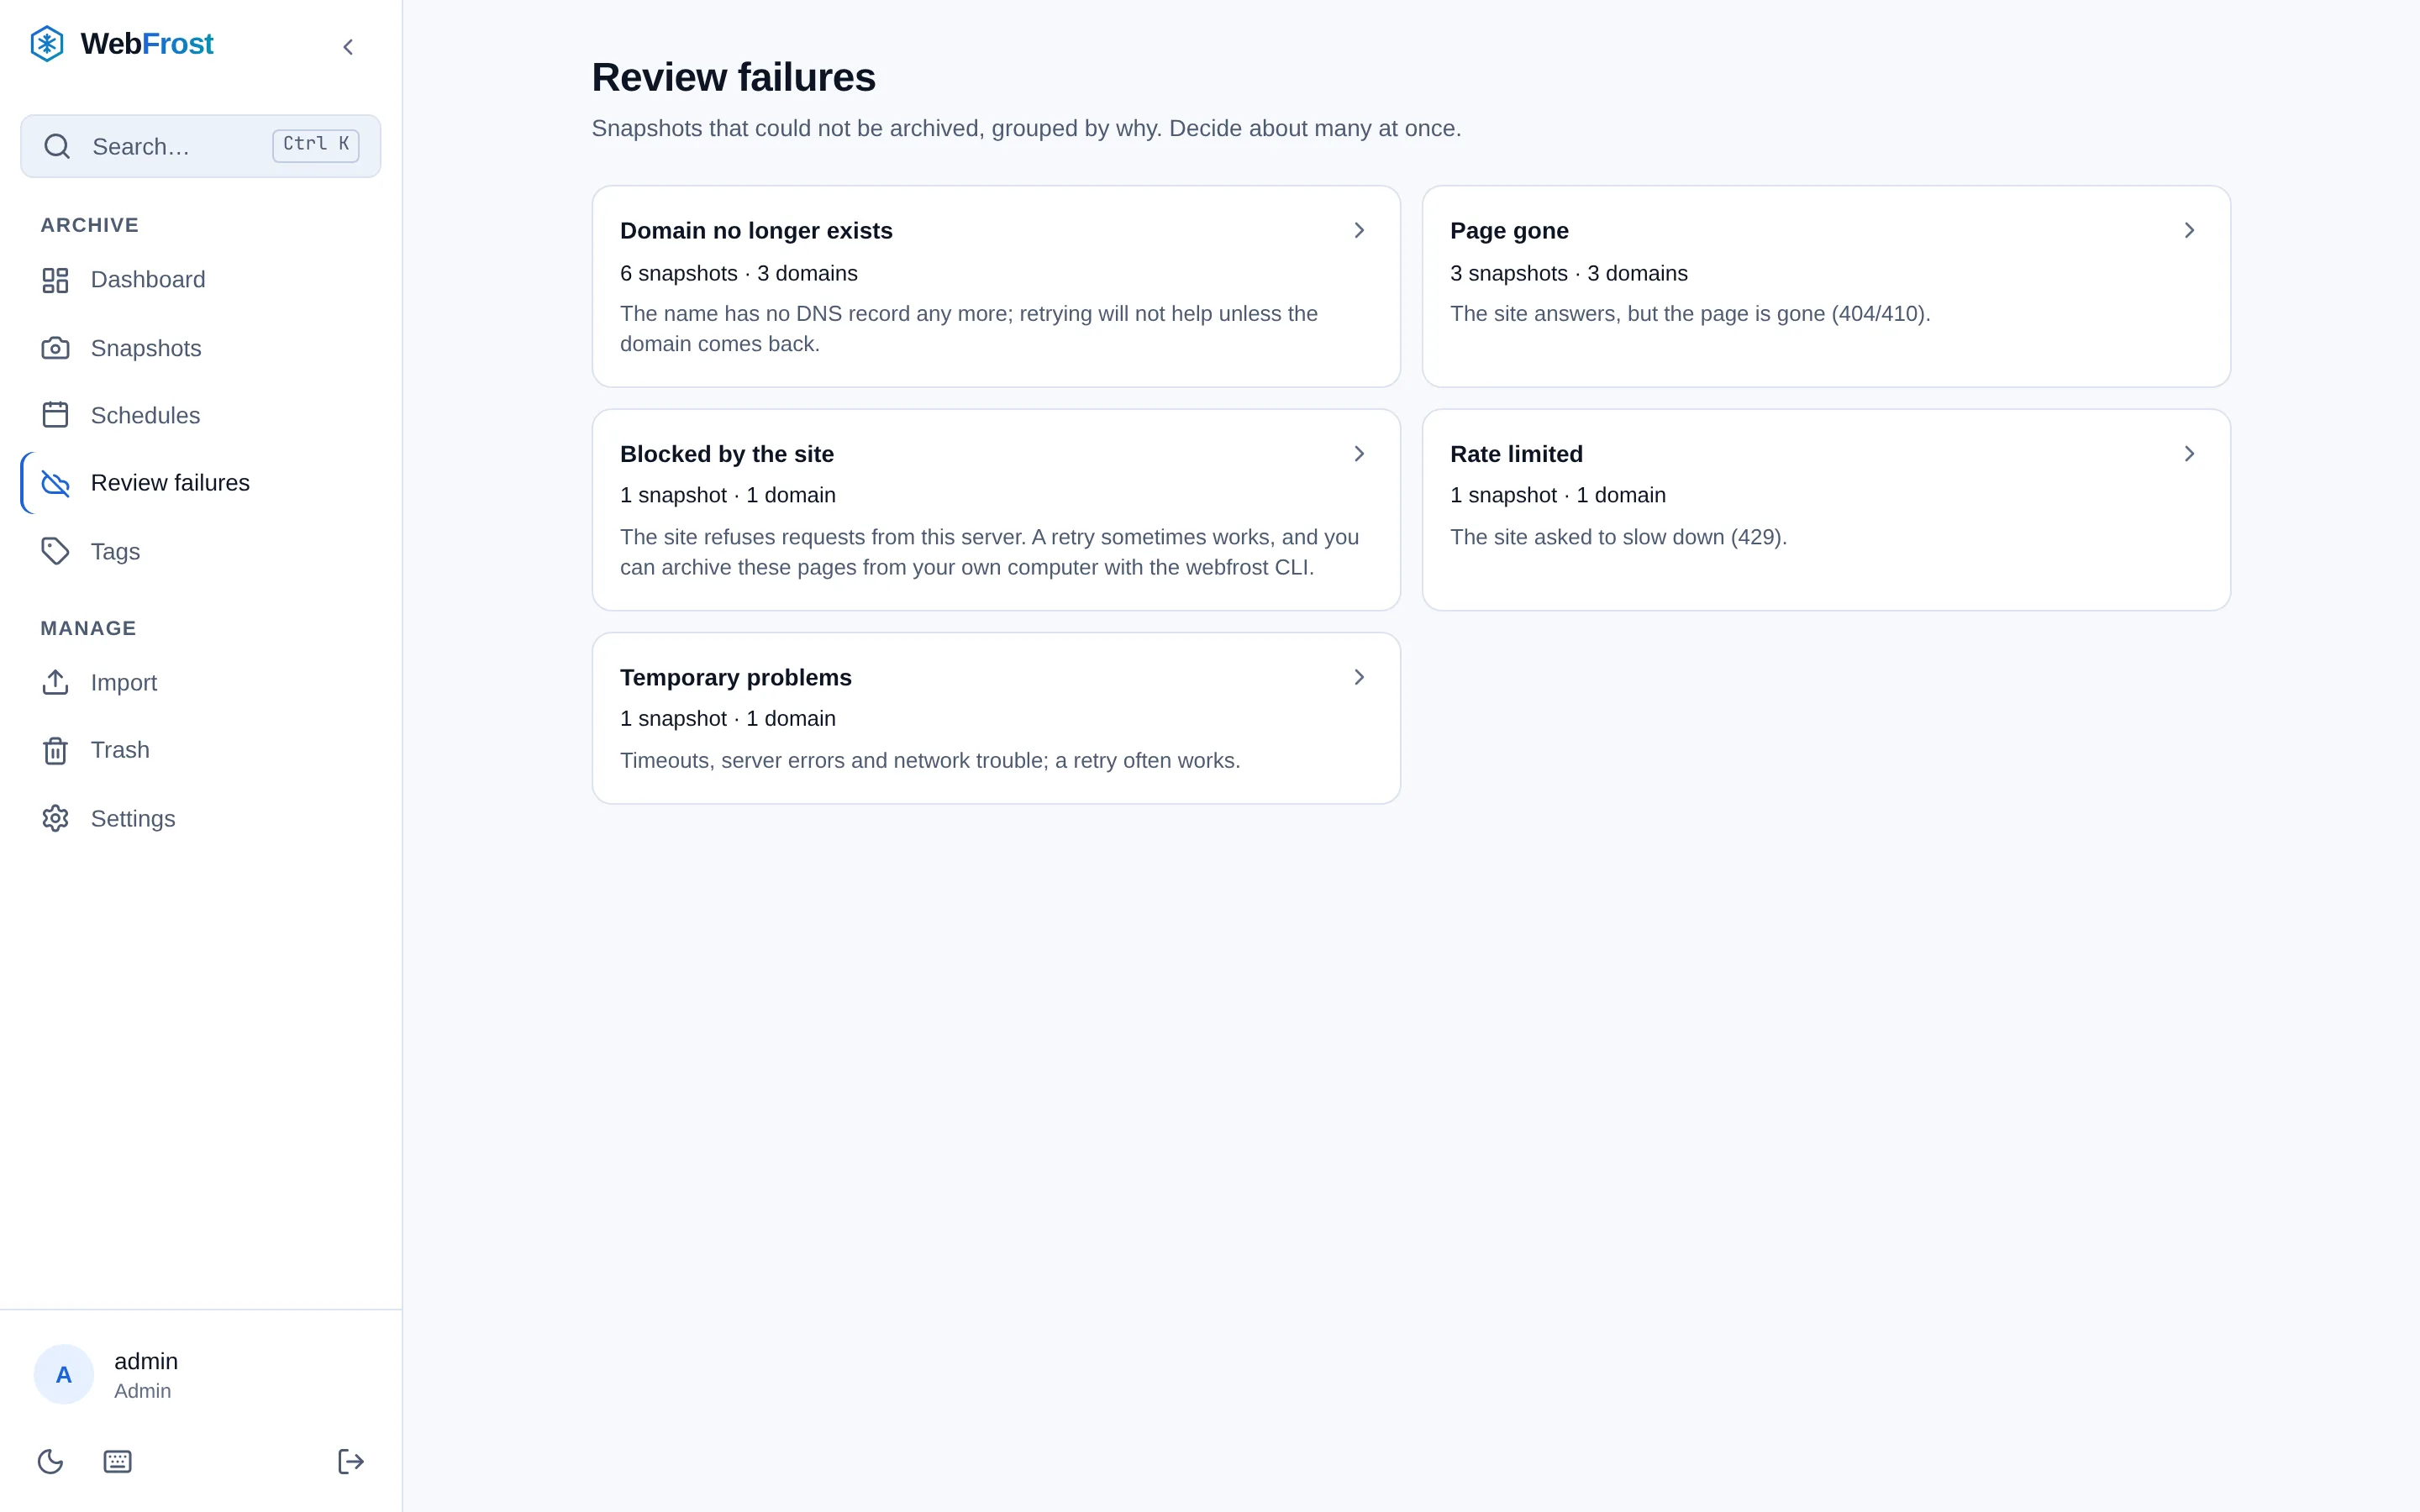 WebFrost
Search…
Ctrl K
ARCHIVE
Dashboard
Snapshots
Schedules
Review failures
Tags
MANAGE
Import
Trash
Settings
A
admin
Admin
Review failures
Snapshots that could not be archived, grouped by why. Decide about many at once.
Domain no longer exists
6 snapshots · 3 domains
The name has no DNS record any more; retrying will not help unless the
domain comes back.
Page gone
3 snapshots · 3 domains
The site answers, but the page is gone (404/410).
Blocked by the site
1 snapshot · 1 domain
The site refuses requests from this server. A retry sometimes works, and you
can archive these pages from your own computer with the webfrost CLI.
Rate limited
1 snapshot · 1 domain
The site asked to slow down (429).
Temporary problems
1 snapshot · 1 domain
Timeouts, server errors and network trouble; a retry often works.